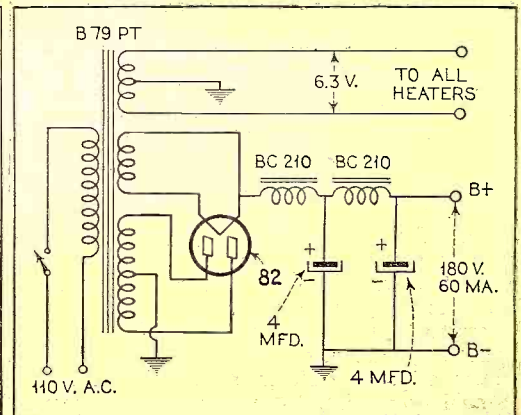 B 79 PT
6.3 V.
TO ALL
HEATERS
BC 210
BC 210
B+
+
+
82
-
-
180 V.
60 MA.
4
MFD.
B-
4 MFD.
110 V. A.C.